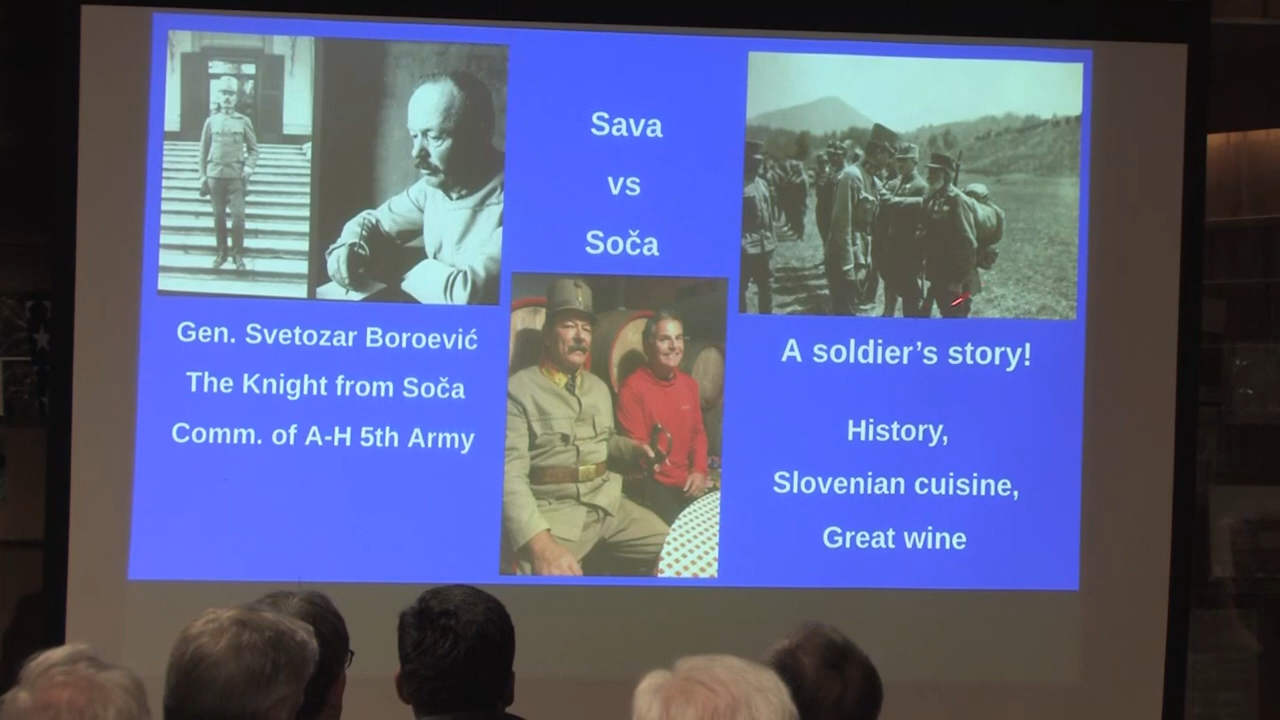 Sava
vs
Soča
Gen. Svetozar Boroević
The Knight from Soča
Comm. of A-H 5th Army
A soldier’s story!
History,
Slovenian cuisine,
Great wine